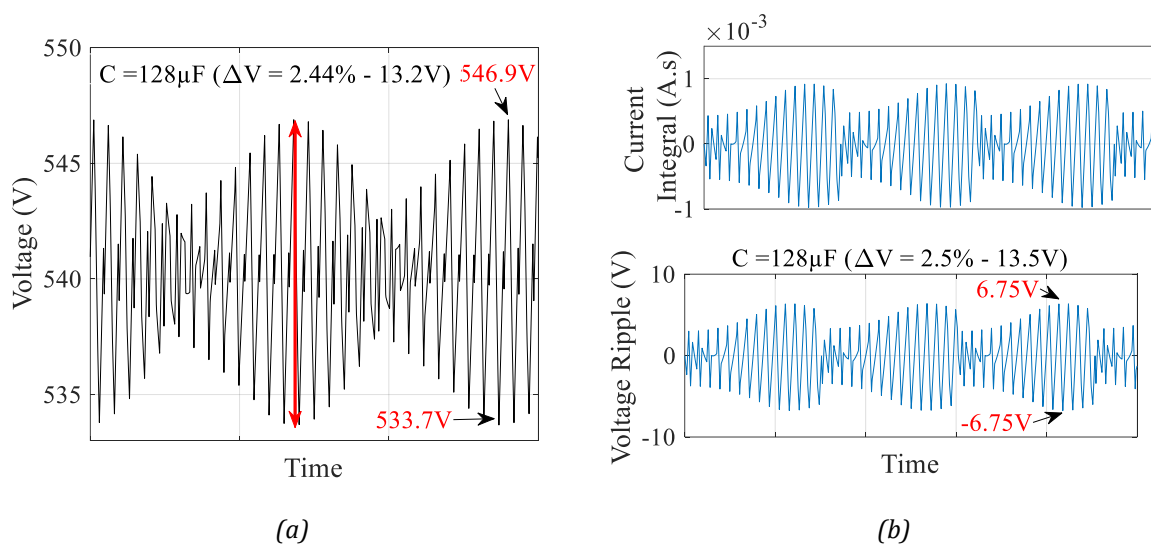 550
C =128μF (ΔV = 2.44% - 13.2V) 546.9V
545
Voltage (V)
540
535
533.7V
Time
(a)
×10⁻³
1
Current
Integral (A.s)
0
-1
C =128μF (ΔV = 2.5% - 13.5V)
10
6.75V
Voltage Ripple (V)
0
-6.75V
-10
Time
(b)